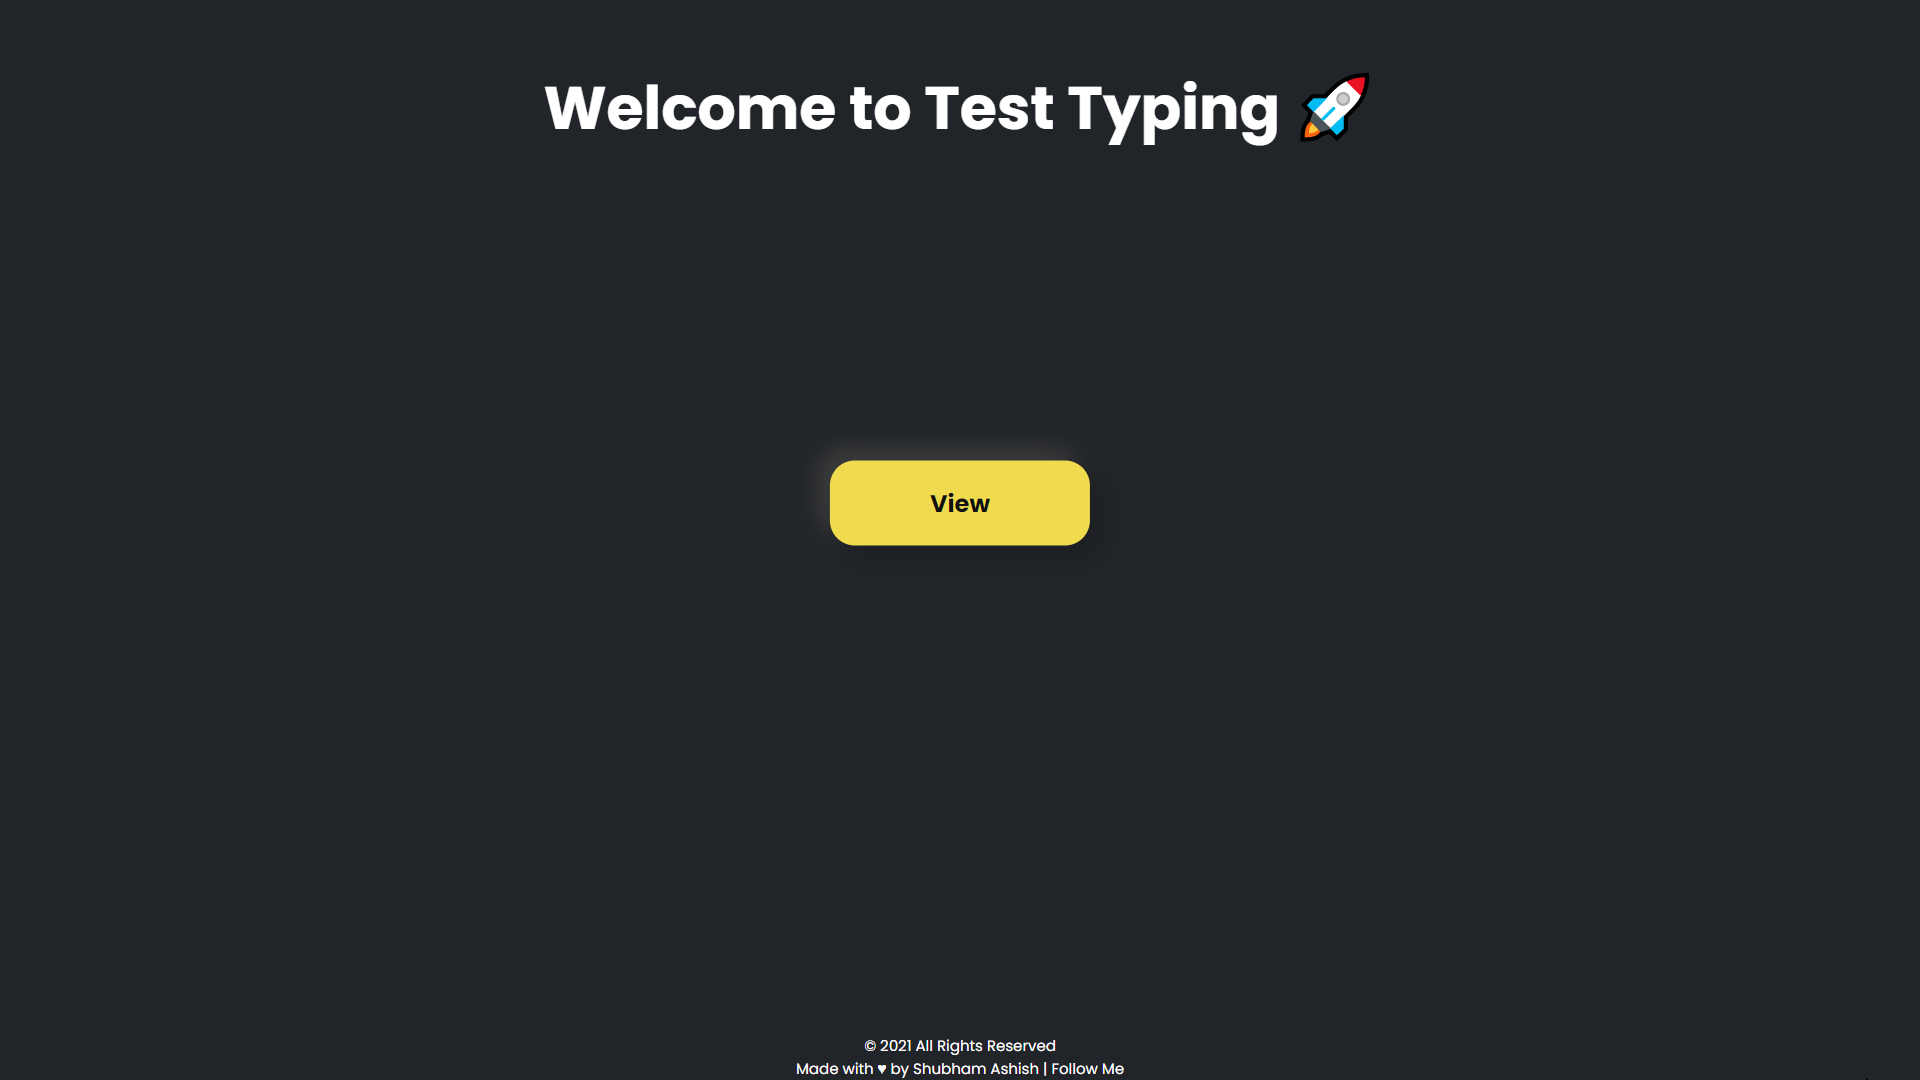 Welcome to Test Typing 🚀
View
© 2021 All Rights Reserved
Made with ♥ by Shubham Ashish | Follow Me